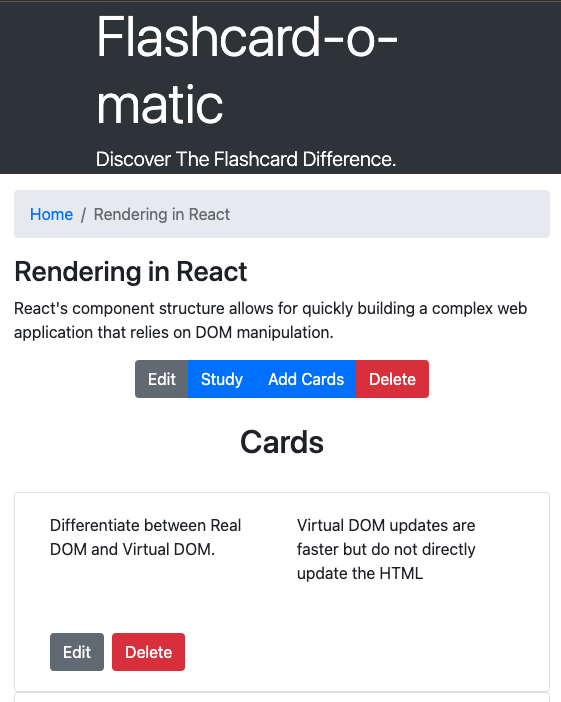 Flashcard-o-
matic
Discover The Flashcard Difference.
Home / Rendering in React
Rendering in React
React's component structure allows for quickly building a complex web
application that relies on DOM manipulation.
Edit Study Add Cards Delete
Cards
Differentiate between Real
DOM and Virtual DOM.
Virtual DOM updates are
faster but do not directly
update the HTML
Edit Delete